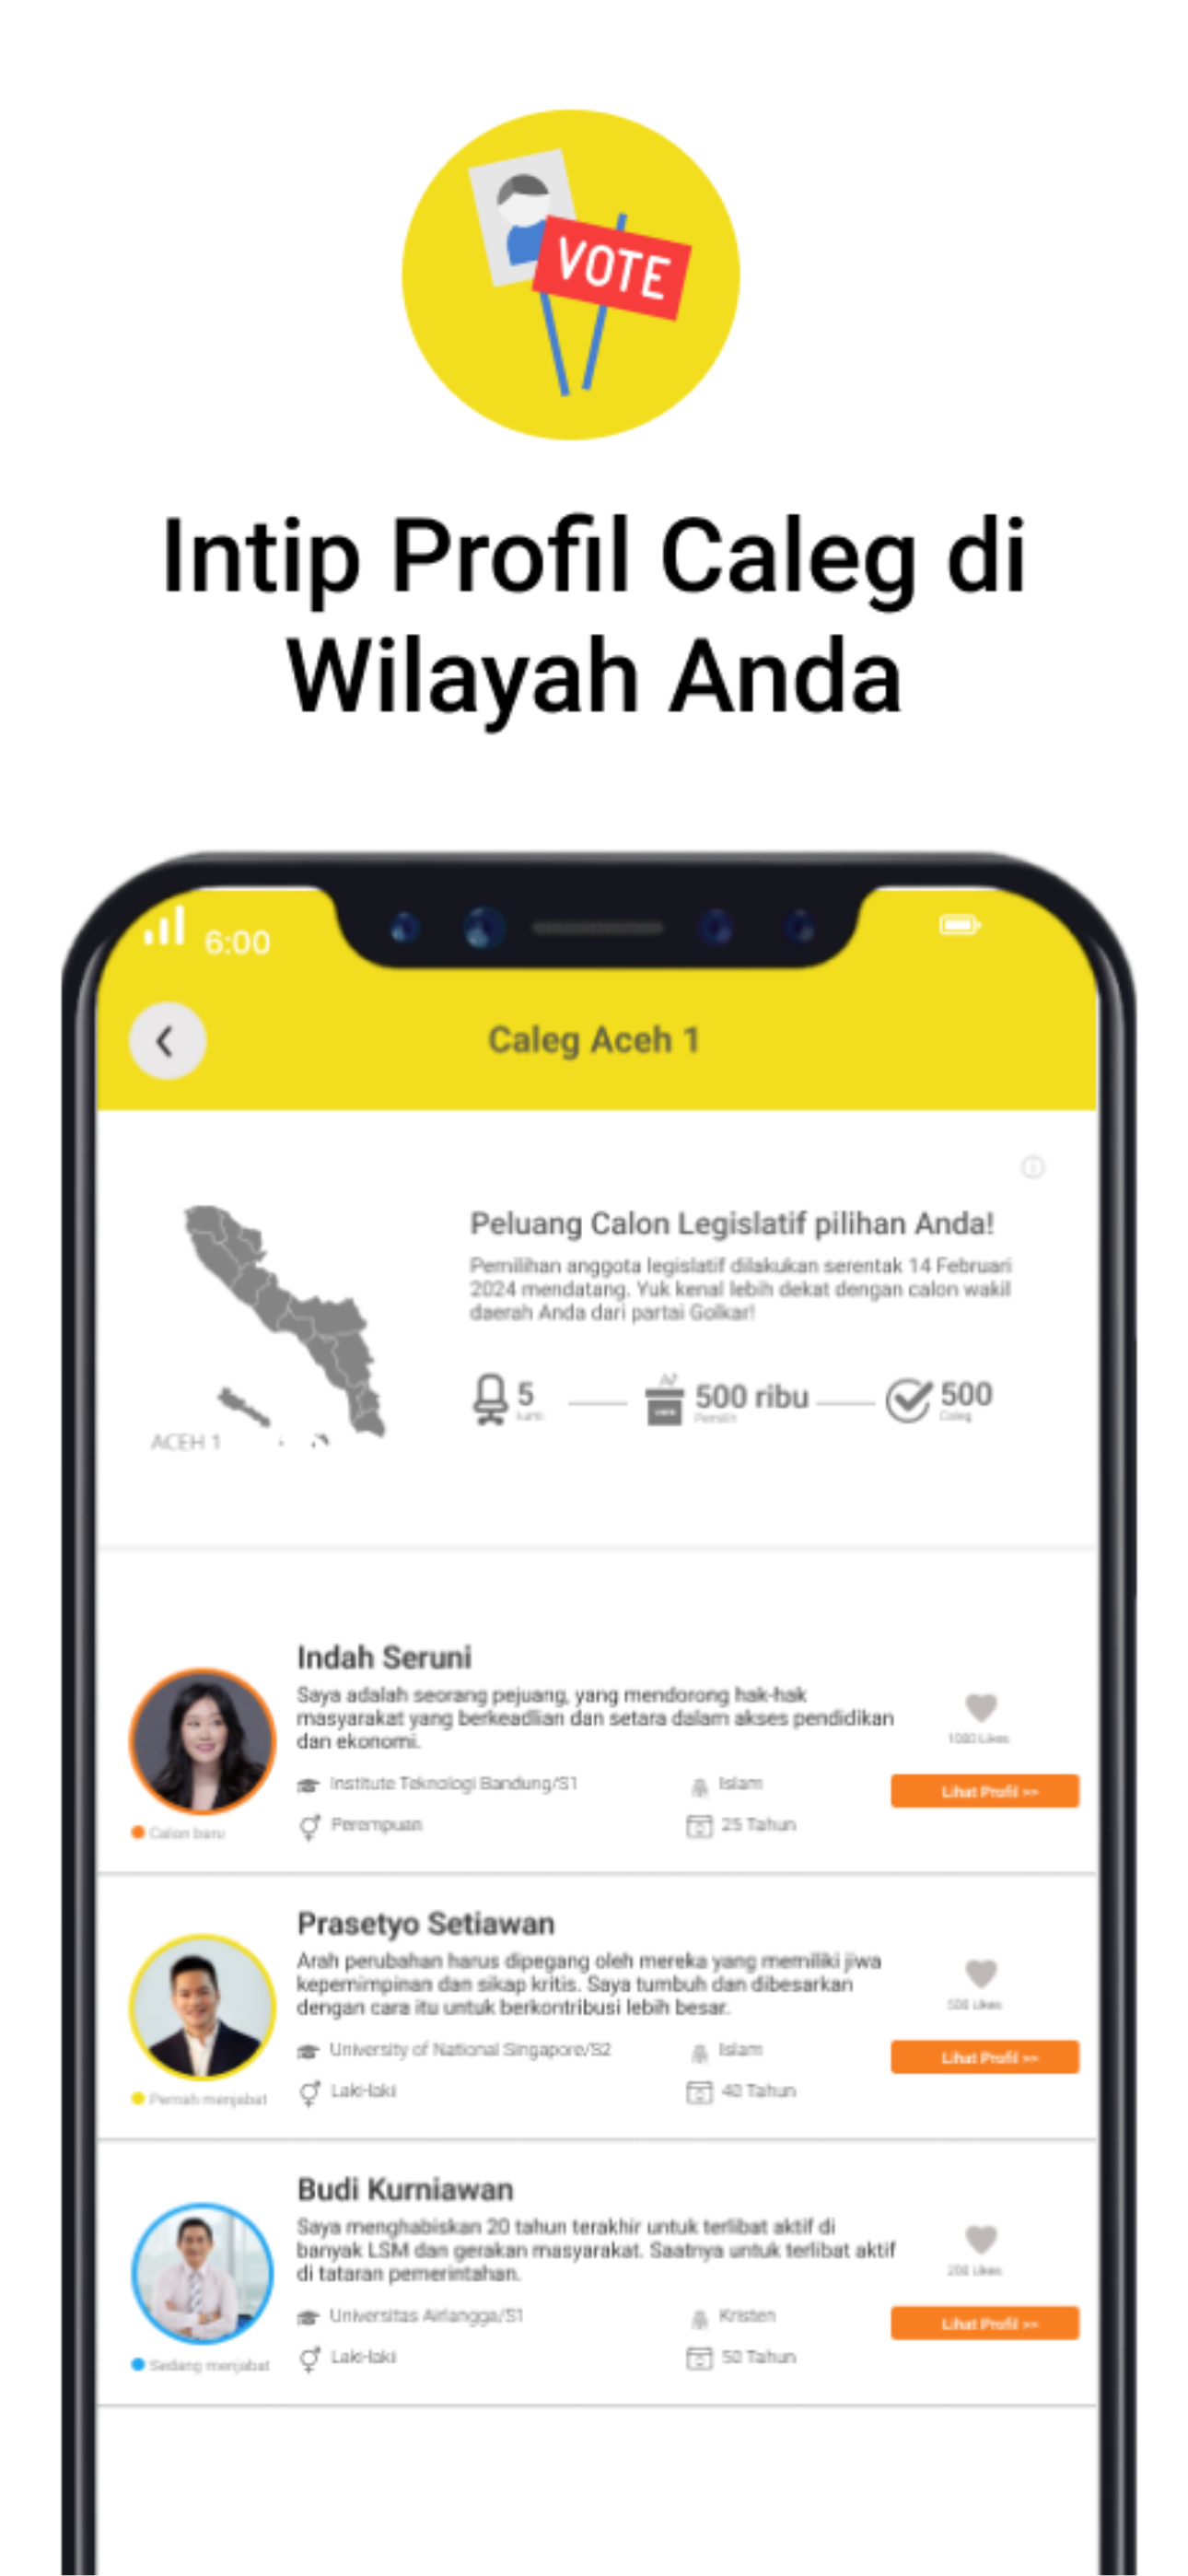 VOTE
Intip Profil Caleg di
Wilayah Anda
6:00
Caleg Aceh 1
Peluang Calon Legislatif pilihan Anda!
Pemilihan anggota legislatif dilakukan serentak 14 Februari
2024 mendatang. Yuk kenal lebih dekat dengan calon wakil
daerah Anda dari partai Golkar!
5
kursi
500 ribu
Pemilih
500
Caleg
ACEH 1
Indah Seruni
Saya adalah seorang pejuang, yang mendorong hak-hak
masyarakat yang berkeadlian dan setara dalam akses pendidikan
dan ekonomi.
1000 Likes
Institute Teknologi Bandung/S1
Islam
Lihat Profil >>
Perempuan
25 Tahun
Calon baru
Prasetyo Setiawan
Arah perubahan harus dipegang oleh mereka yang memiliki jiwa
kepemimpinan dan sikap kritis. Saya tumbuh dan dibesarkan
dengan cara itu untuk berkontribusi lebih besar.
500 Likes
University of National Singapore/S2
Islam
Lihat Profil >>
Laki-laki
40 Tahun
Pernah menjabat
Budi Kurniawan
Saya menghabiskan 20 tahun terakhir untuk terlibat aktif di
banyak LSM dan gerakan masyarakat. Saatnya untuk terlibat aktif
di tataran pemerintahan.
200 Likes
Universitas Airlangga/S1
Kristen
Lihat Profil >>
Laki-laki
50 Tahun
Sedang menjabat